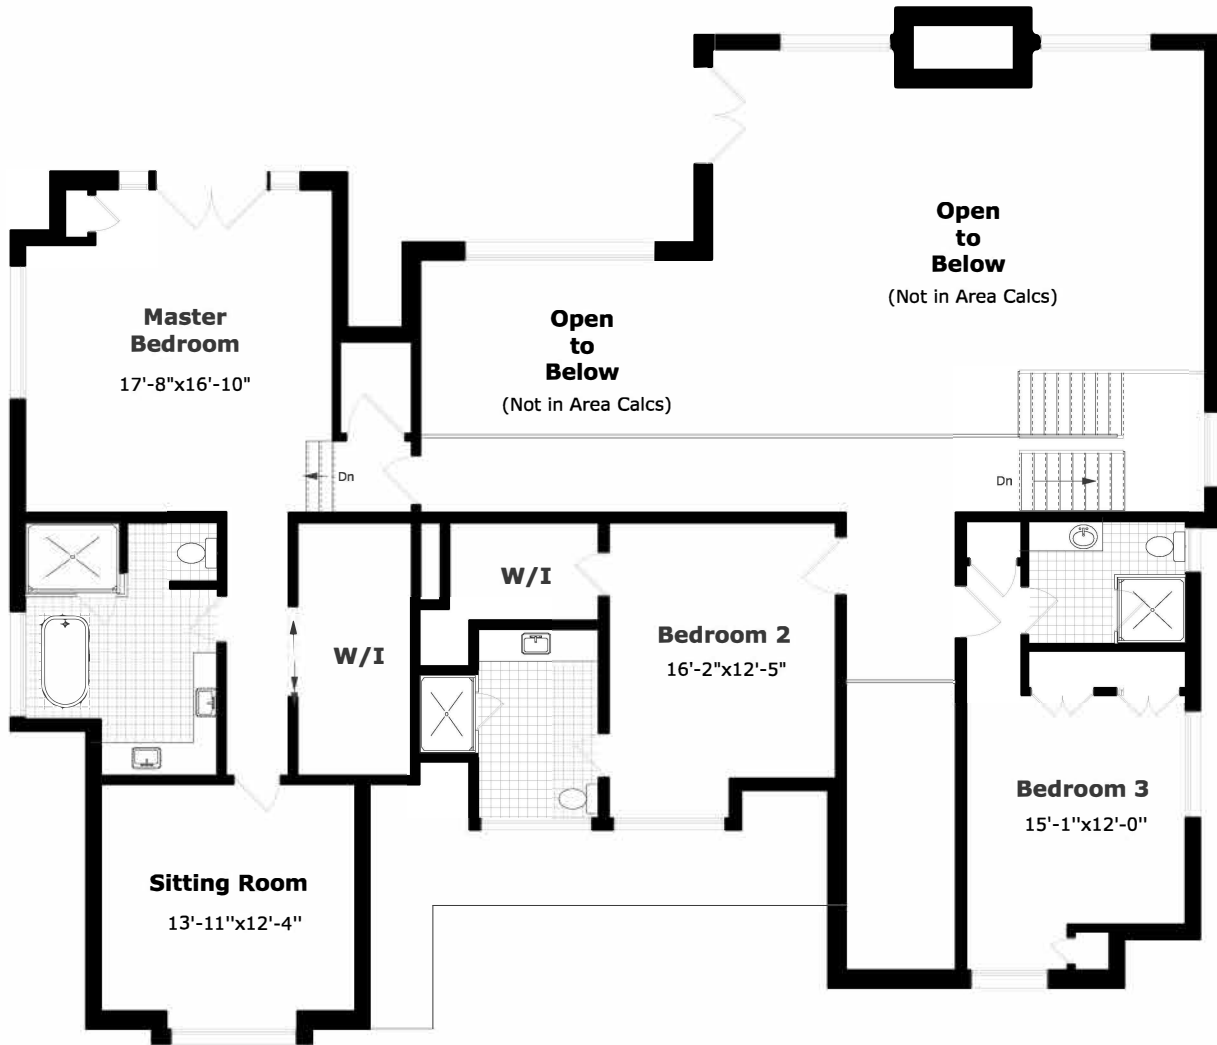 Open
to
Below
(Not in Area Calcs)
Master
Bedroom
17'-8"x16'-10"
Open
to
Below
(Not in Area Calcs)
Dn
Dn
W/I
W/I
Bedroom 2
16'-2"x12'-5"
Bedroom 3
15'-1"x12'-0"
Sitting Room
13'-11"x12'-4"